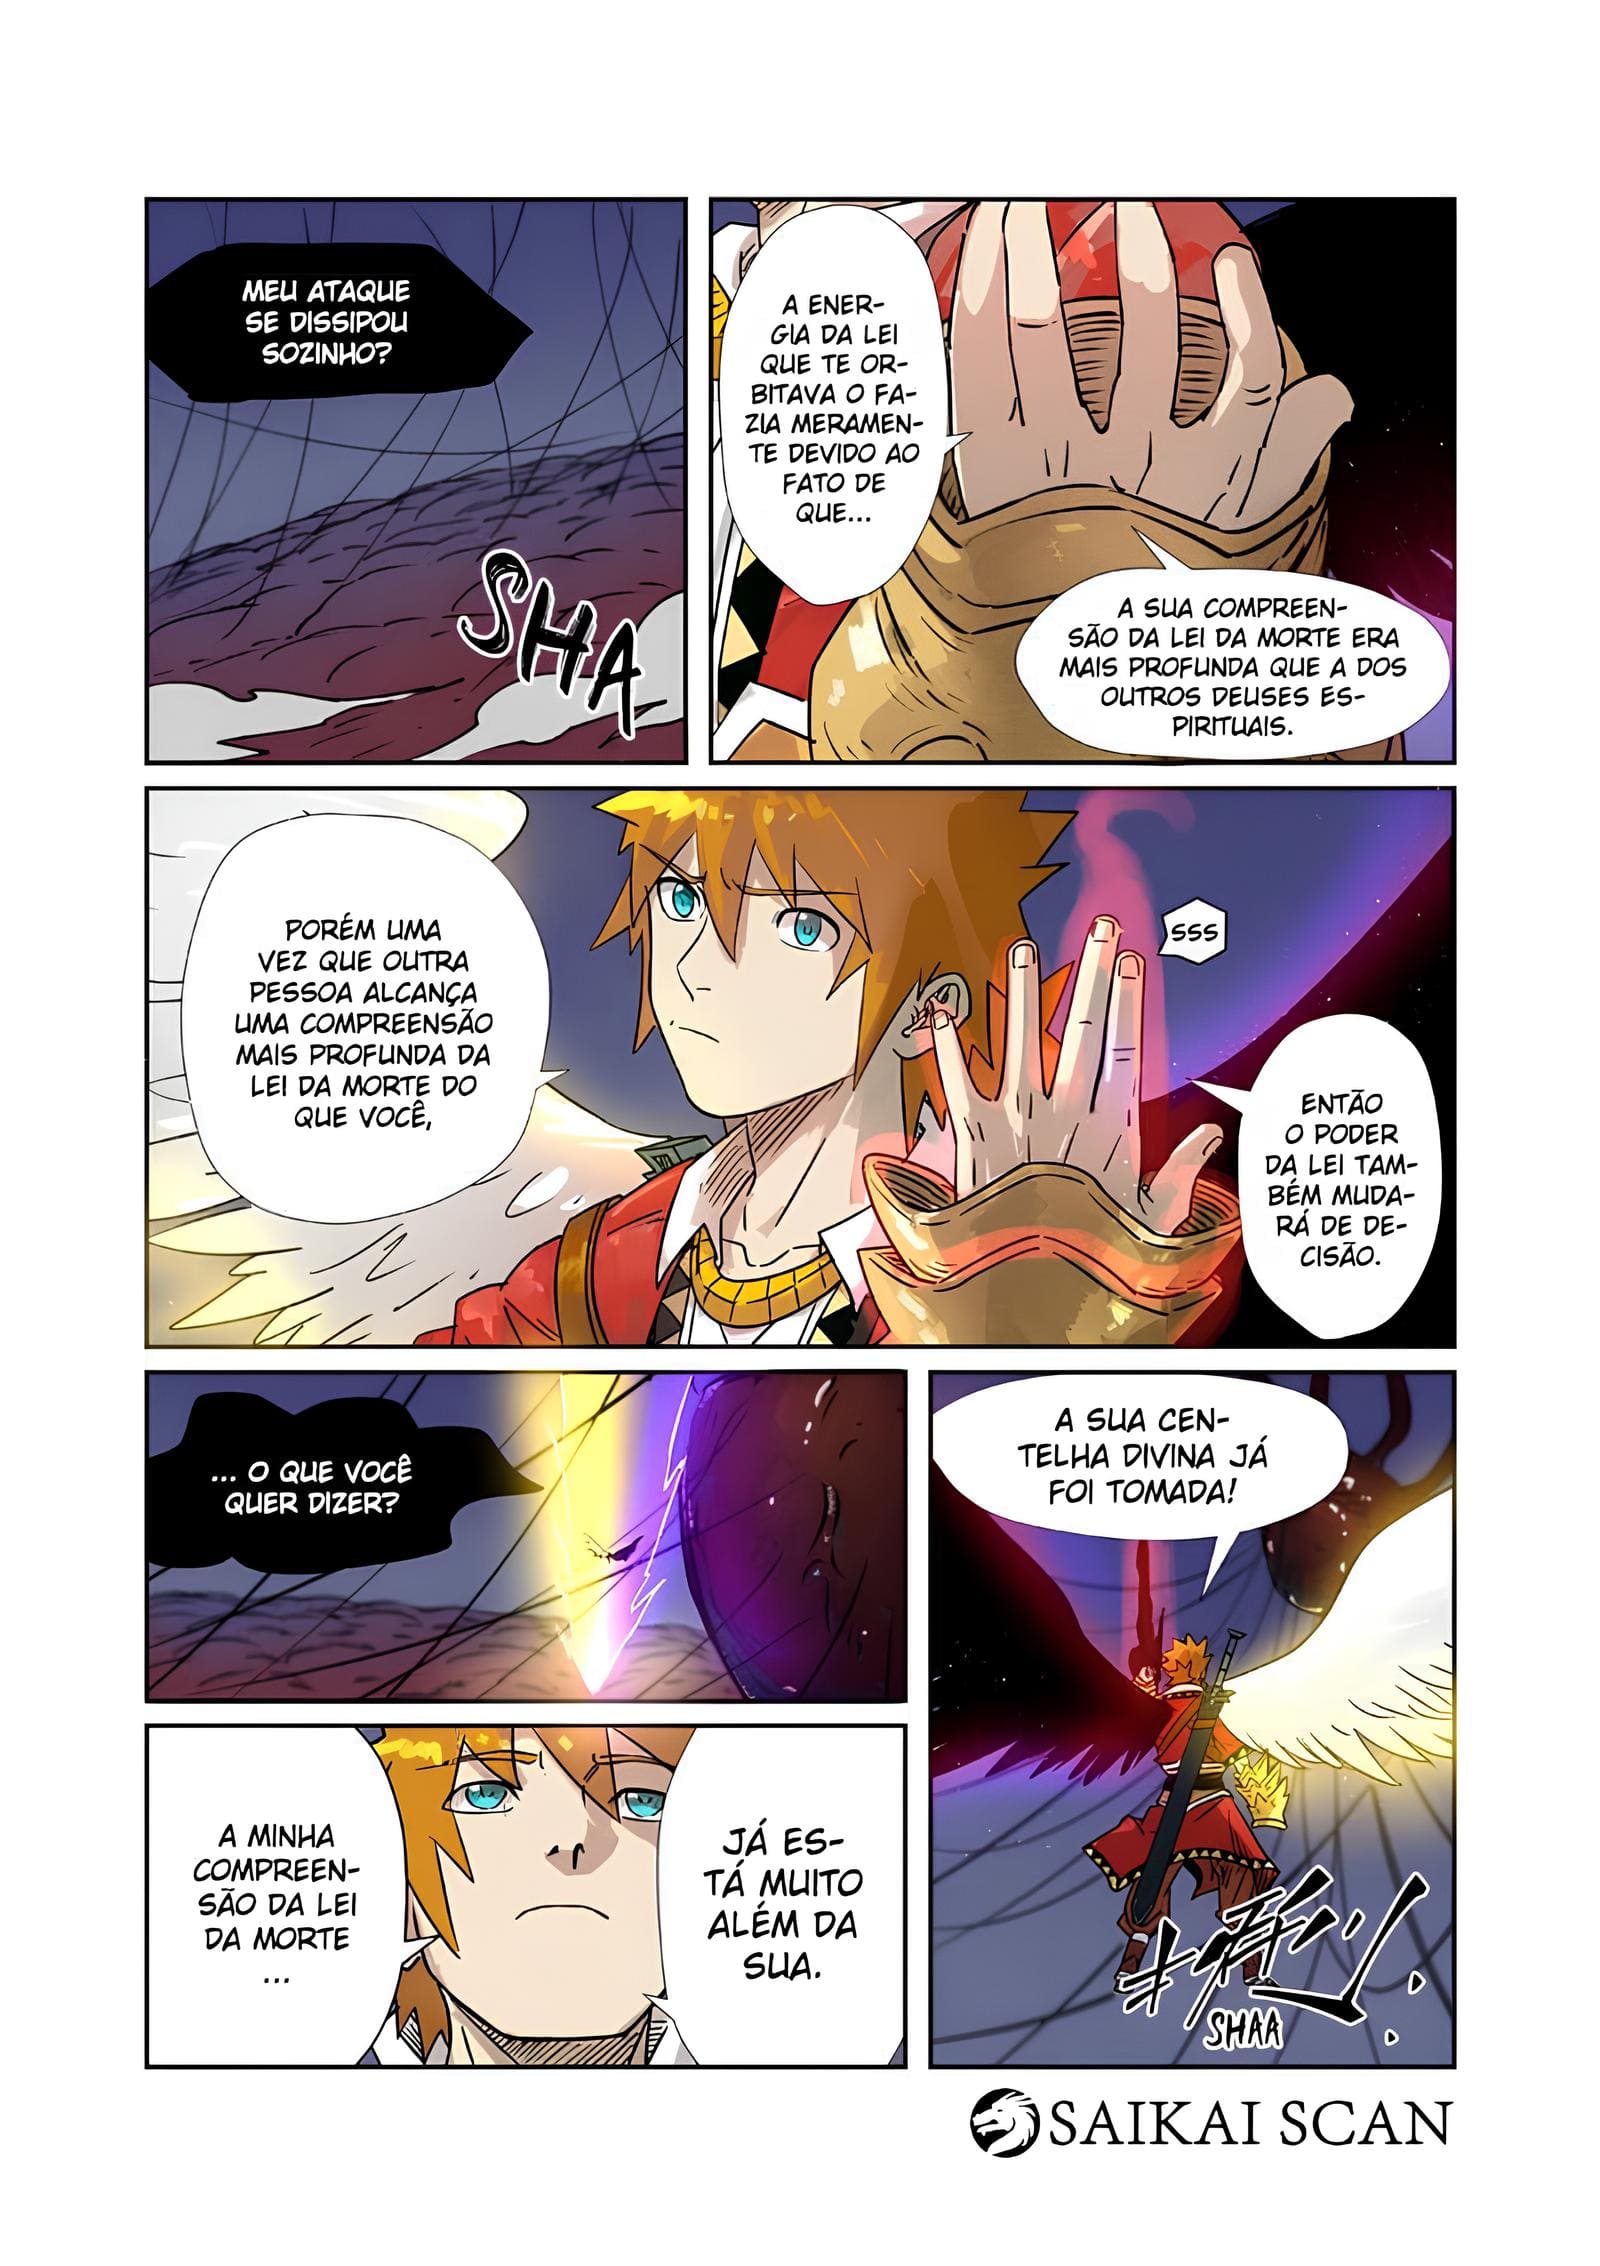 MEU ATAQUE
SE DISSIPOU
SOZINHO?
SHA
A ENER-
GIA DA LEI
QUE TE OR-
BITAVA O FA-
ZIA MERAMEN-
TE DEVIDO AO
FATO DE
QUE...
A SUA COMPREEN-
SÃO DA LEI DA MORTE ERA
MAIS PROFUNDA QUE A DOS
OUTROS DEUSES ES-
PIRITUAIS.
PORÉM UMA
VEZ QUE OUTRA
PESSOA ALCANÇA
UMA COMPREENSÃO
MAIS PROFUNDA DA
LEI DA MORTE DO
QUE VOCÊ,
SSS
ENTÃO
O PODER
DA LEI TAM-
BÉM MUDA-
RÁ DE DE-
CISÃO.
... O QUE VOCÊ
QUER DIZER?
A SUA CEN-
TELHA DIVINA JÁ
FOI TOMADA!
SHAA
A MINHA
COMPREEN-
SÃO DA LEI
DA MORTE
...
JÁ ES-
TÁ MUITO
ALÉM DA
SUA.
SAIKAI SCAN